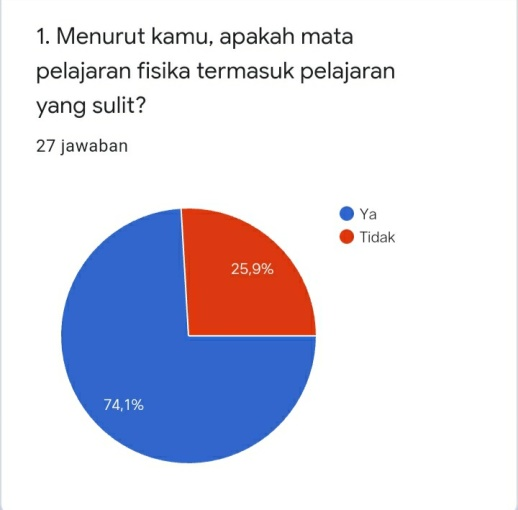 1. Menurut kamu, apakah mata
pelajaran fisika termasuk pelajaran
yang sulit?
27 jawaban
Ya
Tidak
25,9%
74,1%